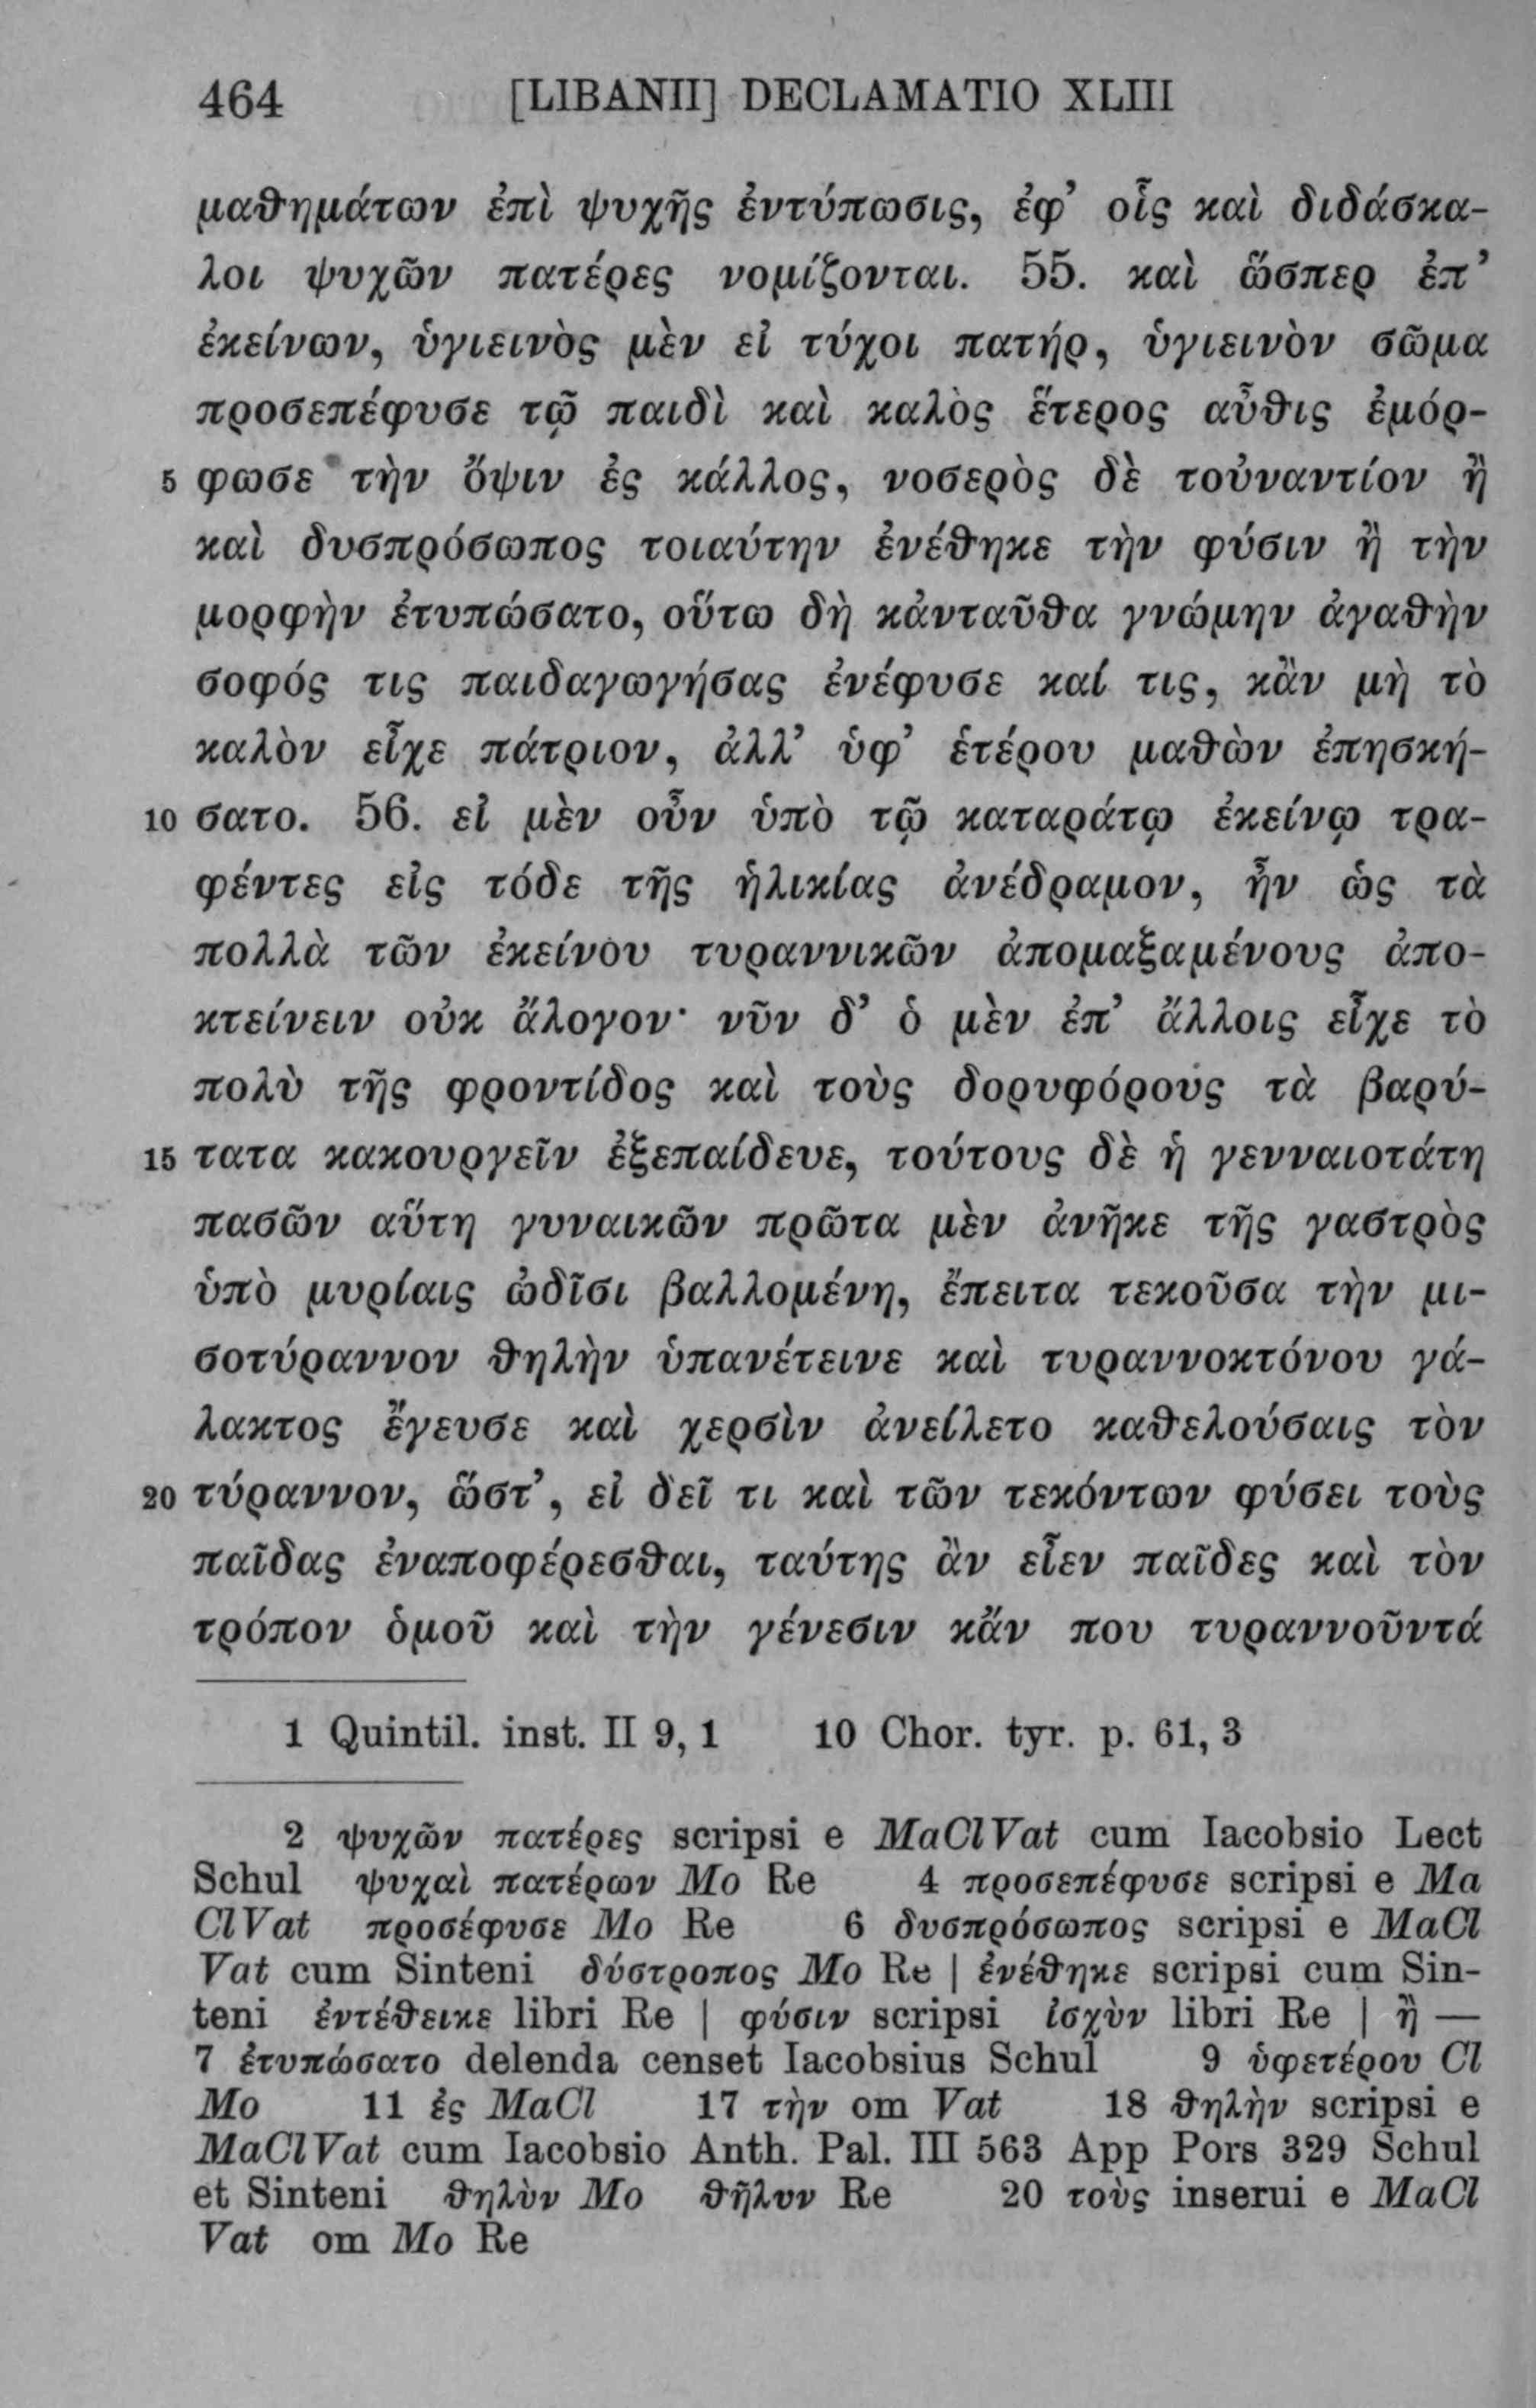 464 [LIBANII] DECLAMATIO XLIII
μαθημάτων ἐπὶ ψυχῆς ἐντύπωσις, ἐφ’ οἷς καὶ διδάσκα-
λοι ψυχῶν πατέρες νομίζονται. 55. καὶ ὥσπερ ἐπ’
ἐκείνων, ὑγιεινὸς μὲν εἰ τύχοι πατήρ, ὑγιεινὸν σῶμα
προσεπέφυσε τῷ παιδὶ καὶ καλὸς ἕτερος αὖθις ἐμόρ-
5 φωσε τὴν ὄψιν ἐς κάλλος, νοσερὸς δὲ τοὐναντίον ἢ
καὶ δυσπρόσωπος τοιαύτην ἐνέθηκε τὴν φύσιν ἢ τὴν
μορφὴν ἐτυπώσατο, οὕτω δὴ κἀνταῦθα γνώμην ἀγαθὴν
σοφός τις παιδαγωγήσας ἐνέφυσε καί τις, κἂν μὴ τὸ
καλὸν εἶχε πάτριον, ἀλλ’ ὑφ’ ἑτέρου μαθὼν ἐπησκή-
10 σατο. 56. εἰ μὲν οὖν ὑπὸ τῷ καταράτῳ ἐκείνῳ τρα-
φέντες εἰς τόδε τῆς ἡλικίας ἀνέδραμον, ἦν ὡς τὰ
πολλὰ τῶν ἐκείνου τυραννικῶν ἀπομαξαμένους ἀπο-
κτείνειν οὐκ ἄλογον· νῦν δ’ ὁ μὲν ἐπ’ ἄλλοις εἶχε τὸ
πολὺ τῆς φροντίδος καὶ τοὺς δορυφόρους τὰ βαρύ-
15 τατα κακουργεῖν ἐξεπαίδευε, τούτους δὲ ἡ γενναιοτάτη
πασῶν αὕτη γυναικῶν πρῶτα μὲν ἀνῆκε τῆς γαστρὸς
ὑπὸ μυρίαις ὠδῖσι βαλλομένη, ἔπειτα τεκοῦσα τὴν μι-
σοτύραννον θηλὴν ὑπανέτεινε καὶ τυραννοκτόνου γά-
λακτος ἔγευσε καὶ χερσὶν ἀνείλετο καθελούσαις τὸν
20 τύραννον, ὥστ’, εἰ δεῖ τι καὶ τῶν τεκόντων φύσει τοὺς
παῖδας ἐναποφέρεσθαι, ταύτης ἂν εἶεν παῖδες καὶ τὸν
τρόπον ὁμοῦ καὶ τὴν γένεσιν κἄν που τυραννοῦντά
1 Quintil. inst. II 9, 1 10 Chor. tyr. p. 61, 3
2 ψυχῶν πατέρες scripsi e MaClVat cum Iacobsio Lect
Schul ψυχαὶ πατέρων Mo Re 4 προσεπέφυσε scripsi e Ma
ClVat προσέφυσε Mo Re 6 δυσπρόσωπος scripsi e MaCl
Vat cum Sinteni δύστροπος Mo Re | ἐνέθηκε scripsi cum Sin-
teni ἐντέθεικε libri Re | φύσιν scripsi ἰσχὺν libri Re | ἢ —
7 ἐτυπώσατο delenda censet Iacobsius Schul 9 ὑφετέρου Cl
Mo 11 ἐς MaCl 17 τὴν om Vat 18 θηλὴν scripsi e
MaClVat cum Iacobsio Anth. Pal. III 563 App Pors 329 Schul
et Sinteni θηλὺν Mo θῆλυν Re 20 τοὺς inserui e MaCl
Vat om Mo Re